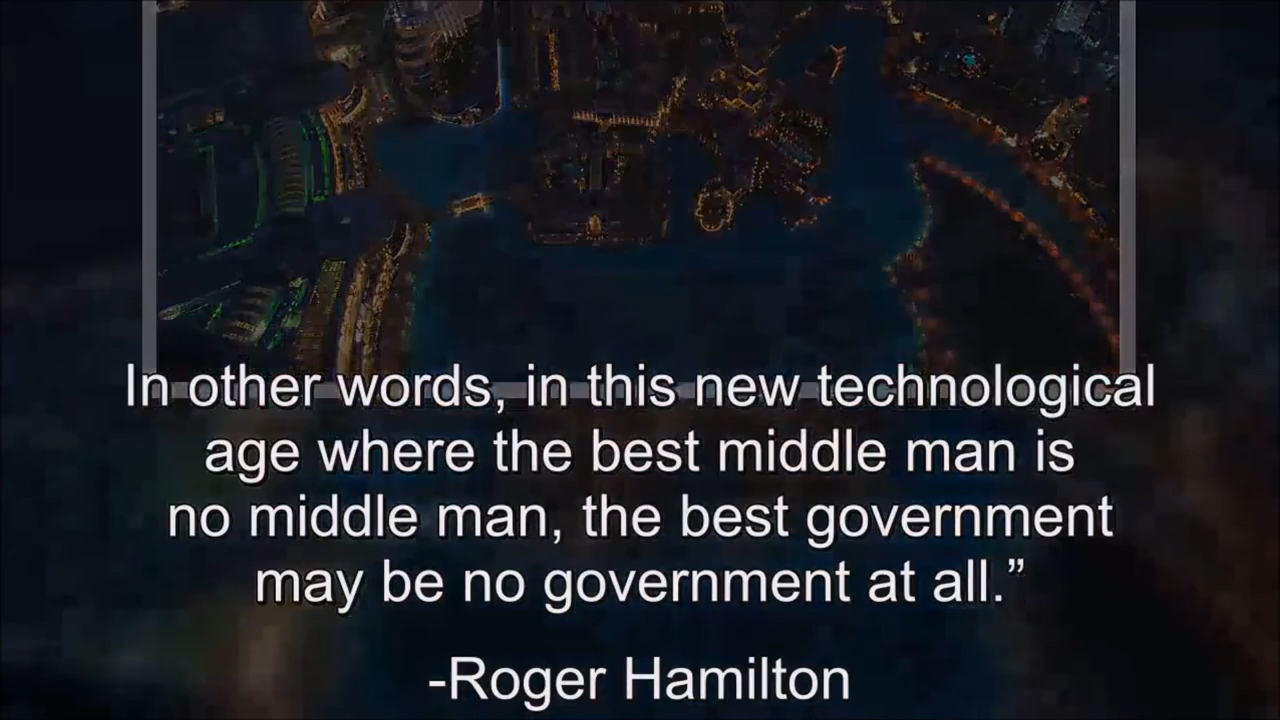 In other words, in this new technological
age where the best middle man is
no middle man, the best government
may be no government at all.”
-Roger Hamilton